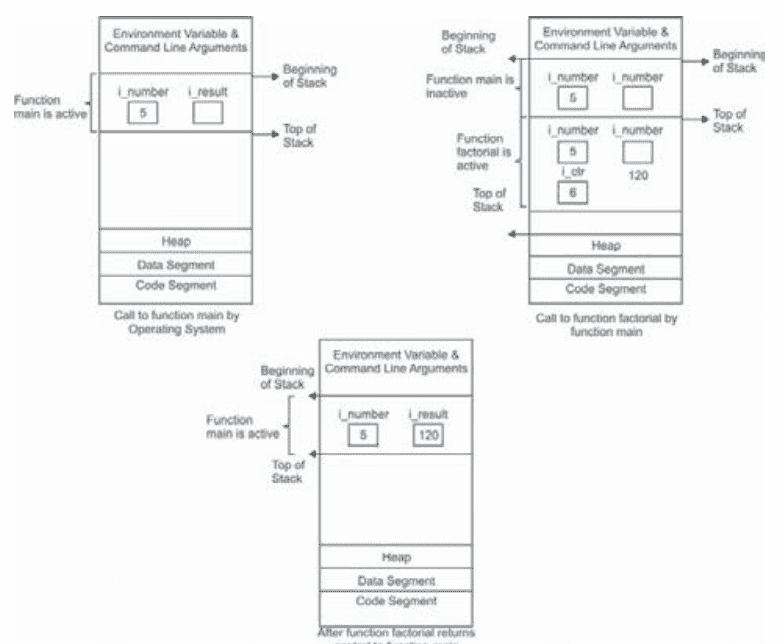 Environment Variable &
Command Line Arguments
Beginning
of Stack
Function
main is active
i_number i_result
5
Top of
Stack
Heap
Data Segment
Code Segment
Call to function main by
Operating System
Environment Variable &
Command Line Arguments
Beginning
of Stack
Beginning
of Stack
Function main is
inactive
i_number i_number
5
Top of
Stack
Function
factorial is
active
i_number i_number
5
i_ctr
120
6
Top of
Stack
Heap
Data Segment
Code Segment
Call to function factorial by
function main
Environment Variable &
Command Line Arguments
Beginning
of Stack
Function
main is active
i_number i_result
5 120
Top of
Stack
Heap
Data Segment
Code Segment
After function factorial returns